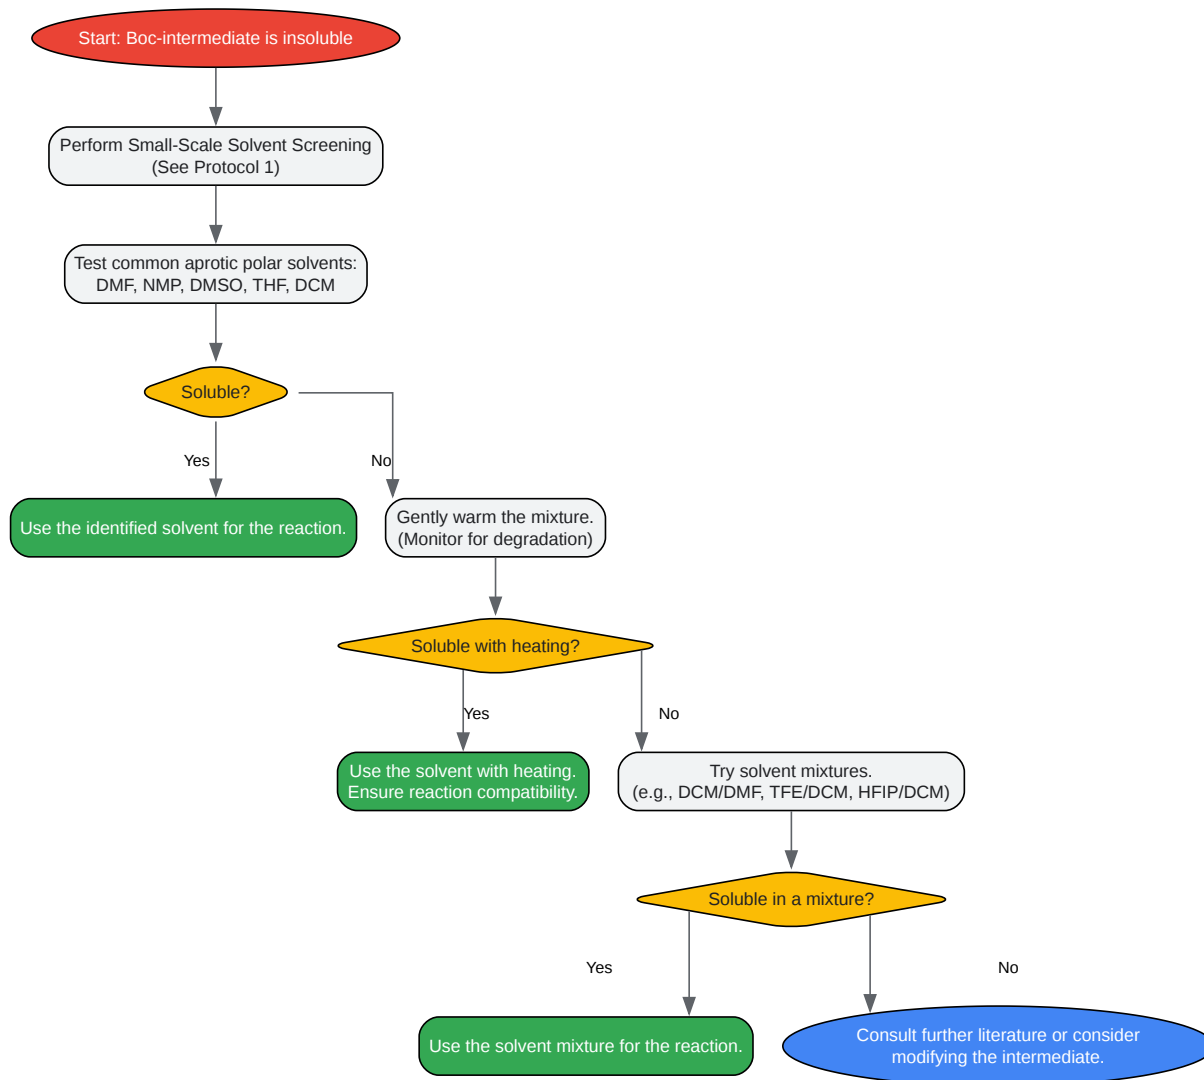 Start: Boc-intermediate is insoluble
Perform Small-Scale Solvent Screening
(See Protocol 1)
Test common aprotic polar solvents:
DMF, NMP, DMSO, THF, DCM
Soluble?
Yes
No
Use the identified solvent for the reaction.
Gently warm the mixture.
(Monitor for degradation)
Soluble with heating?
Yes
No
Use the solvent with heating.
Ensure reaction compatibility.
Try solvent mixtures.
(e.g., DCM/DMF, TFE/DCM, HFIP/DCM)
Soluble in a mixture?
Yes
No
Use the solvent mixture for the reaction.
Consult further literature or consider
modifying the intermediate.